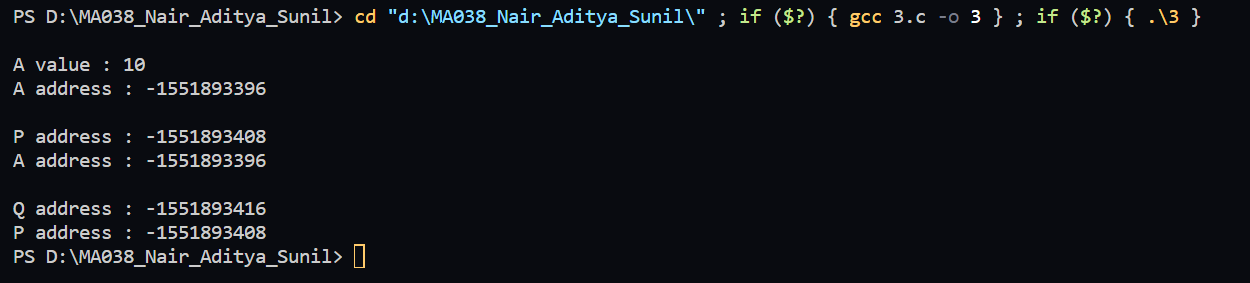 PS D:\MA038_Nair_Aditya_Sunil> cd "d:\MA038_Nair_Aditya_Sunil\" ; if ($?) { gcc 3.c -o 3 } ; if ($?) { .\3 }
A value : 10
A address : -1551893396
P address : -1551893408
A address : -1551893396
Q address : -1551893416
P address : -1551893408
PS D:\MA038_Nair_Aditya_Sunil>